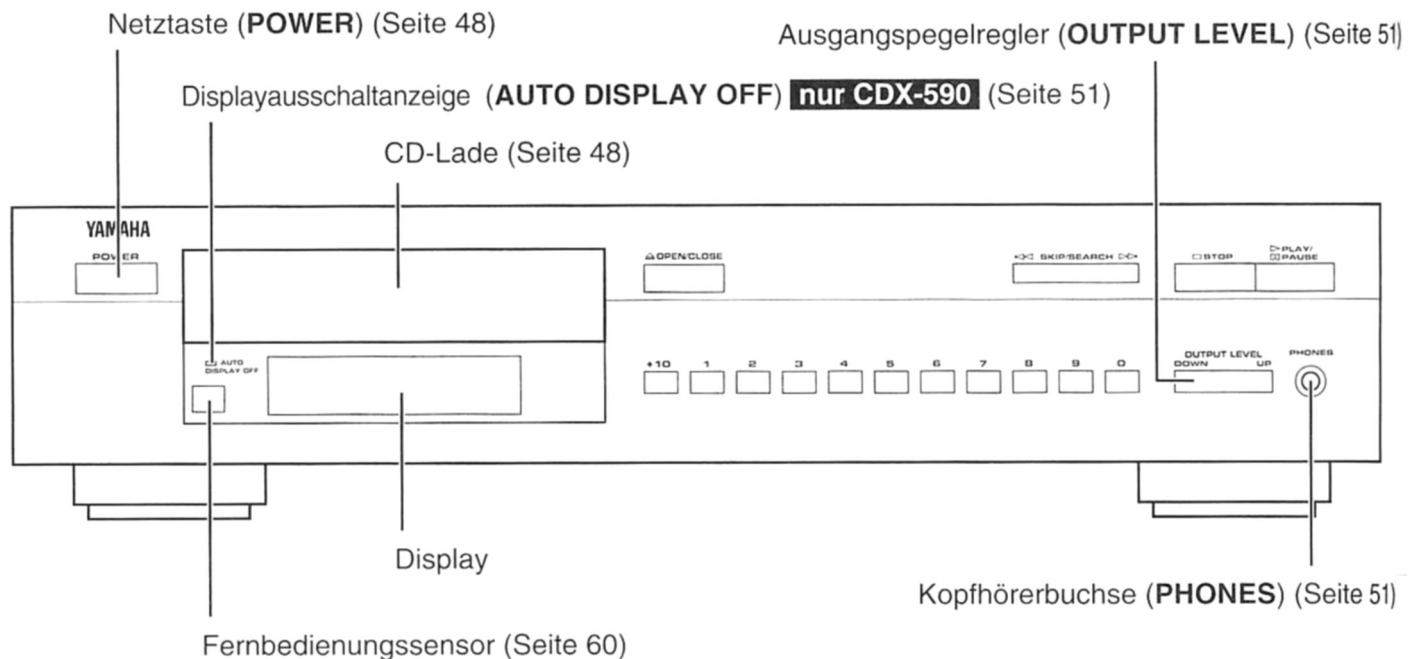 Netztaste (POWER) (Seite 48)
Ausgangspegelregler (OUTPUT LEVEL) (Seite 51)
Displayausschaltanzeige (AUTO DISPLAY OFF) nur CDX-590 (Seite 51)
CD-Lade (Seite 48)
YAMAHA
POWER
OPEN/CLOSE
SKIP/SEARCH
STOP
PLAY/
PAUSE
AUTO
DISPLAY OFF
+10 1 2 3 4 5 6 7 8 9 0
OUTPUT LEVEL
DOWN UP
PHONES
Display
Kopfhörerbuchse (PHONES) (Seite 51)
Fernbedienungssensor (Seite 60)